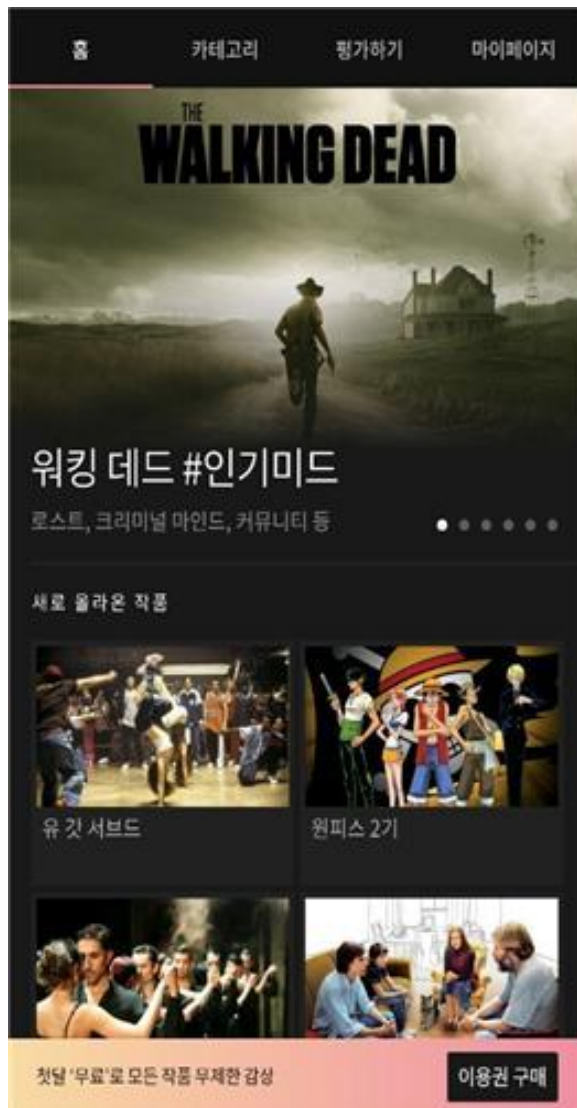 홈 카테고리 평가하기 마이페이지
THE
WALKING DEAD
워킹 데드 #인기미드
로스트, 크리미널 마인드, 커뮤니티 등
새로 올라온 작품
유 갓 서브드 원피스 2기
첫달 '무료'로 모든 작품 무제한 감상 이용권 구매